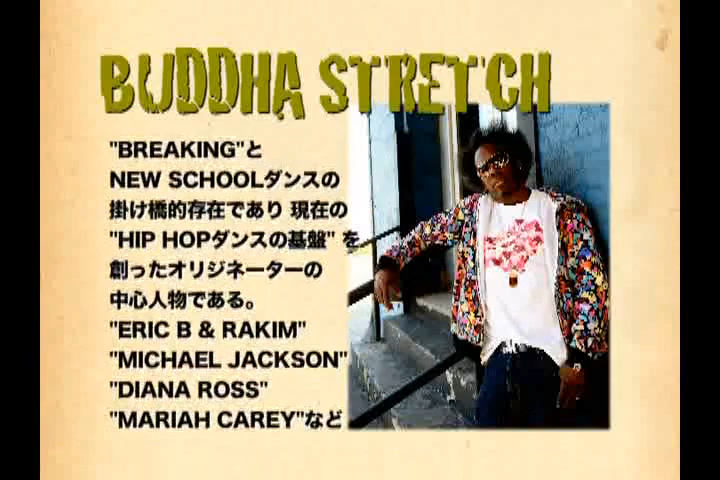 BUDDHA STRETCH
"BREAKING"と
NEW SCHOOLダンスの
掛け橋的存在であり 現在の
"HIP HOPダンスの基盤" を
創ったオリジネーターの
中心人物である。
"ERIC B & RAKIM"
"MICHAEL JACKSON"
"DIANA ROSS"
"MARIAH CAREY"など